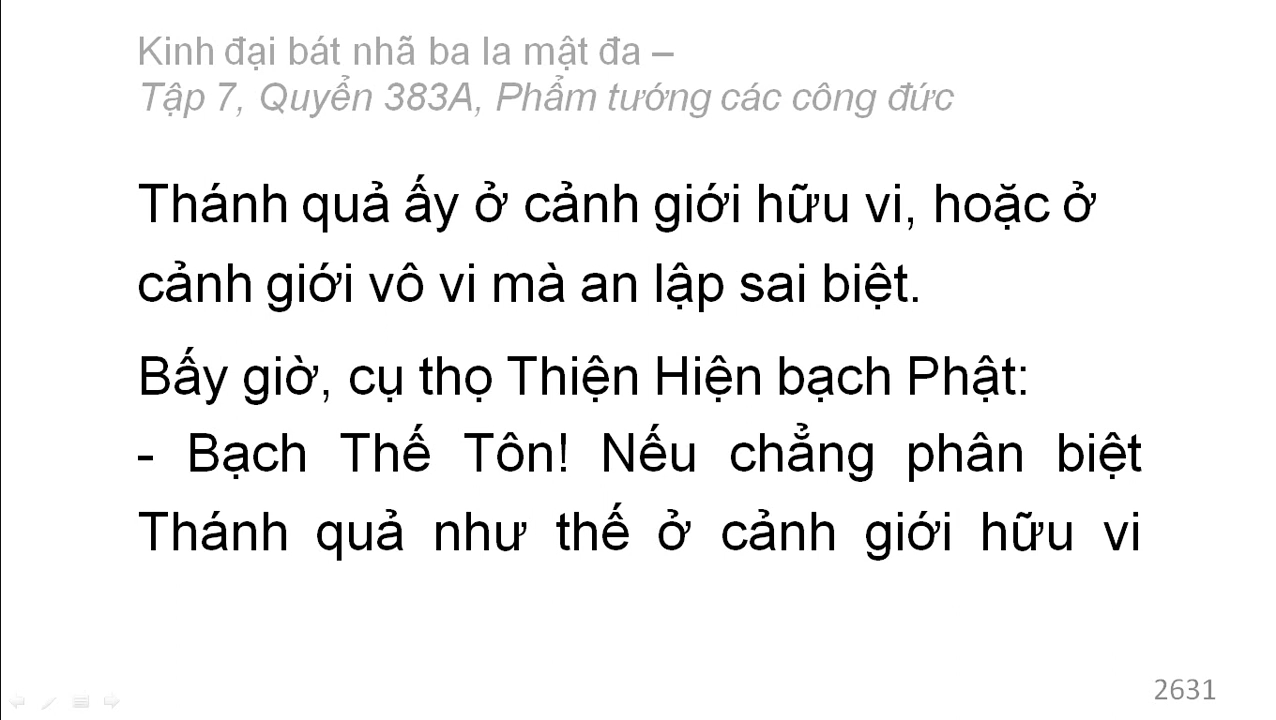 Kinh đại bát nhã ba la mật đa –
Tập 7, Quyển 383A, Phẩm tướng các công đức
Thánh quả ấy ở cảnh giới hữu vi, hoặc ở
cảnh giới vô vi mà an lập sai biệt.
Bấy giờ, cụ thọ Thiện Hiện bạch Phật:
- Bạch Thế Tôn! Nếu chẳng phân biệt
Thánh quả như thế ở cảnh giới hữu vi
2631